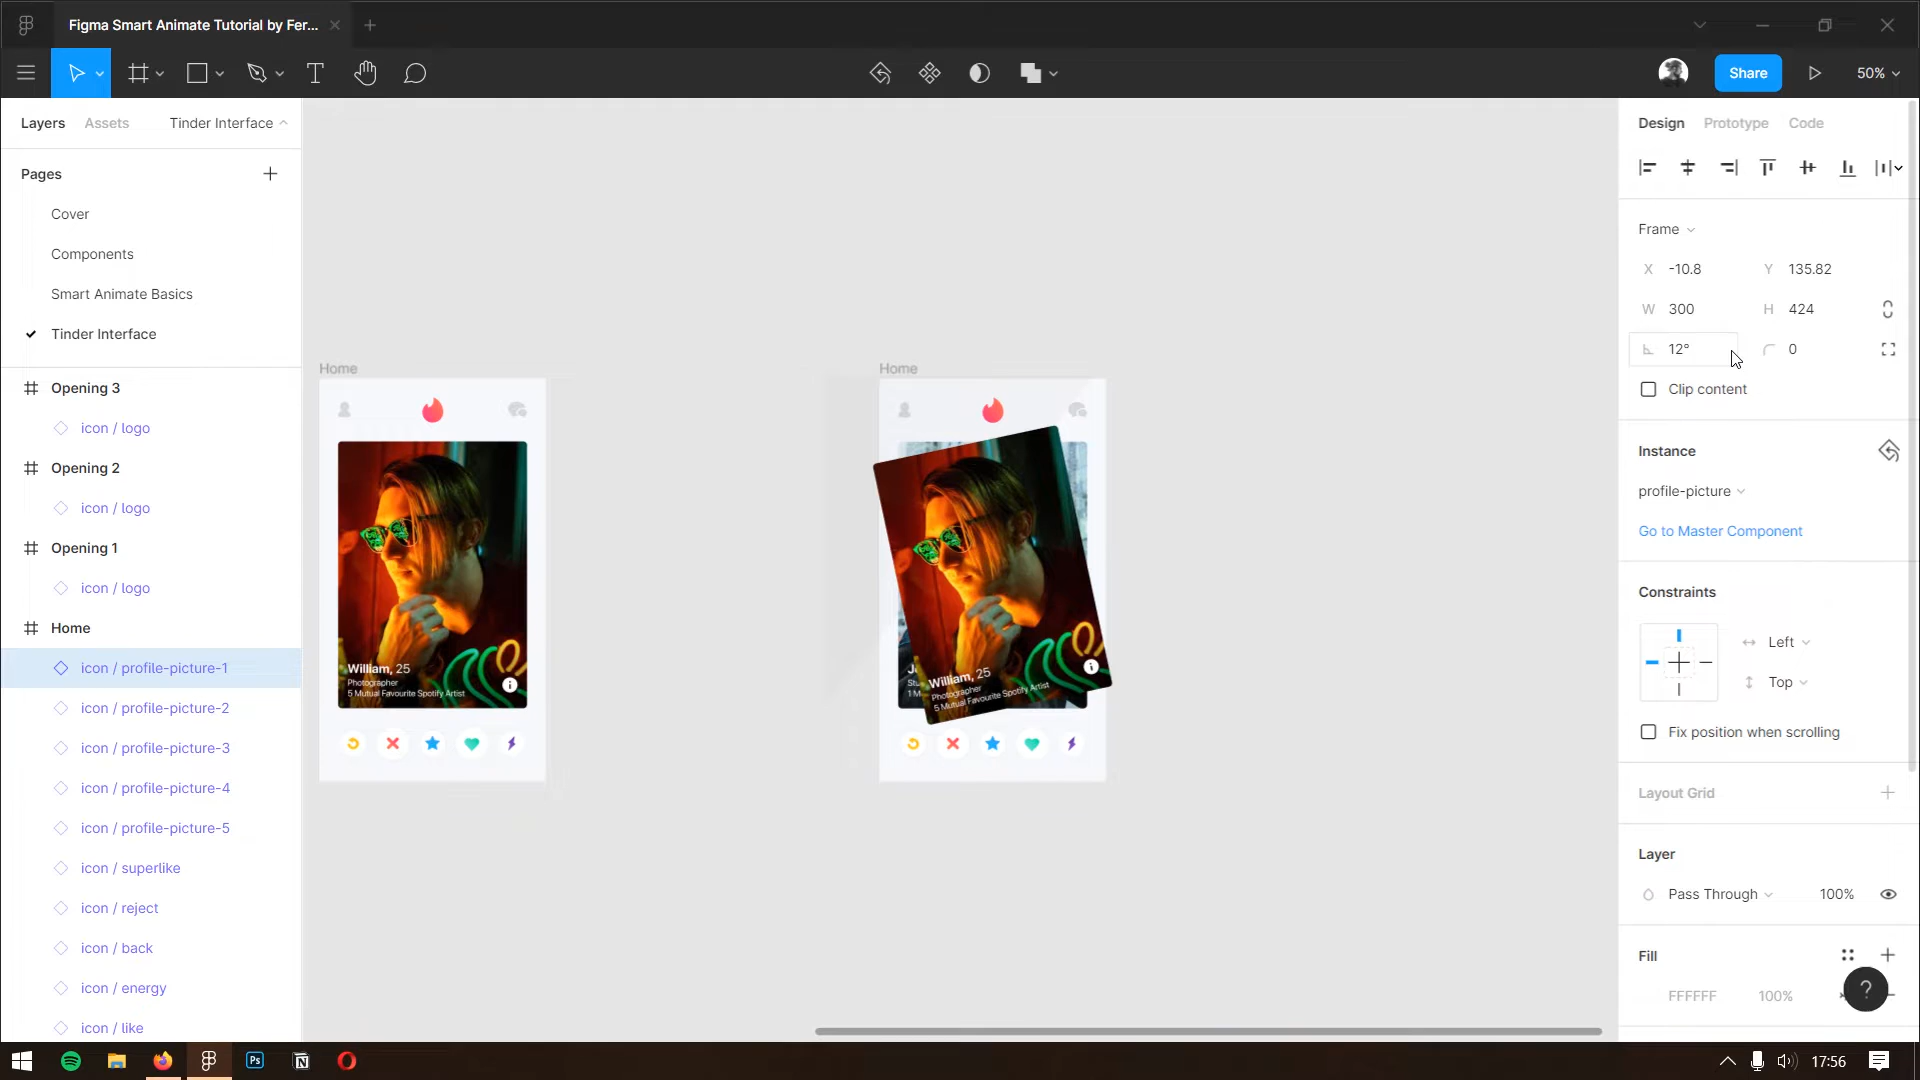 Figma Smart Animate Tutorial by Fer...
Share
50%
Layers
Assets
Tinder Interface
Pages
Cover
Components
Smart Animate Basics
Tinder Interface
Opening 3
icon / logo
Opening 2
icon / logo
Opening 1
icon / logo
Home
icon / profile-picture-1
icon / profile-picture-2
icon / profile-picture-3
icon / profile-picture-4
icon / profile-picture-5
icon / superlike
icon / reject
icon / back
icon / energy
icon / like
Home
William, 25
Photographer
5 Mutual Favourite Spotify Artist
Home
J
Stu
1 M
William, 25
Photographer
5 Mutual Favourite Spotify Artist
Design
Prototype
Code
Frame
X -10.8
Y 135.82
W 300
H 424
12°
0
Clip content
Instance
profile-picture
Go to Master Component
Constraints
Left
Top
Fix position when scrolling
Layout Grid
Layer
Pass Through
100%
Fill
FFFFFF
100%
?
Ps
17:56